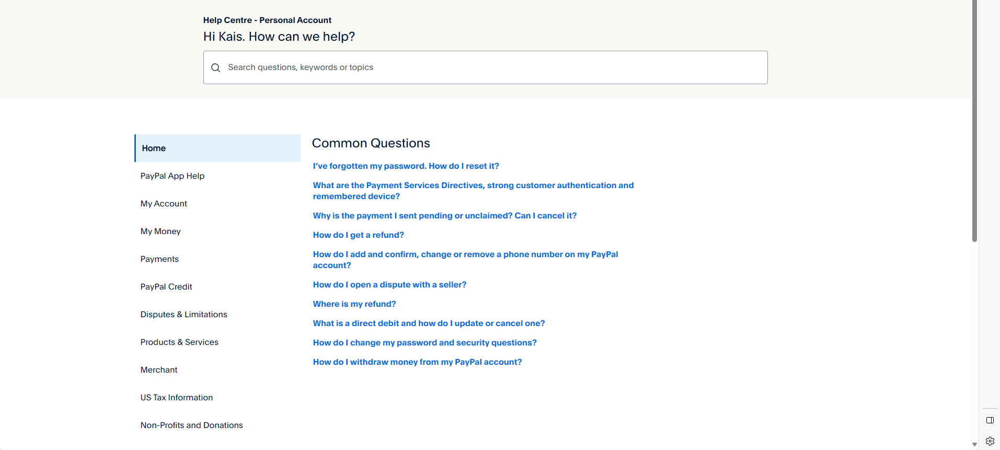 Help Centre - Personal Account
Hi Kais. How can we help?
Search questions, keywords or topics
Home
PayPal App Help
My Account
My Money
Payments
PayPal Credit
Disputes & Limitations
Products & Services
Merchant
US Tax Information
Non-Profits and Donations
Common Questions
I’ve forgotten my password. How do I reset it?
What are the Payment Services Directives, strong customer authentication and
remembered device?
Why is the payment I sent pending or unclaimed? Can I cancel it?
How do I get a refund?
How do I add and confirm, change or remove a phone number on my PayPal
account?
How do I open a dispute with a seller?
Where is my refund?
What is a direct debit and how do I update or cancel one?
How do I change my password and security questions?
How do I withdraw money from my PayPal account?